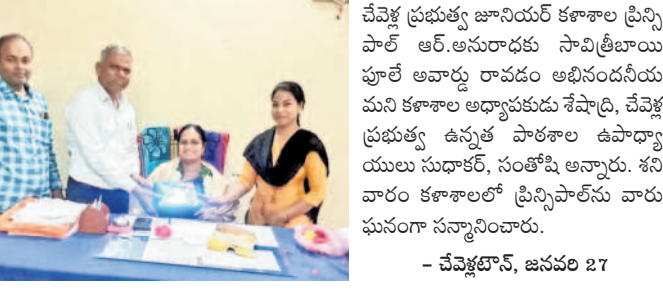 చేవెళ్ల ప్రభుత్వ జూనియర్ కళాశాల ప్రిన్సి
పాల్ ఆర్.అనురాధకు సావిత్రీబాయి
ఫూలే అవార్డు రావడం అభినందనీయ
మని కళాశాల అధ్యాపకుడు శేషాద్రి, చేవెళ్ల
ప్రభుత్వ ఉన్నత పాఠశాల ఉపాధ్యా
యులు సుధాకర్, సంతోషి అన్నారు. శని
వారం కళాశాలలో ప్రిన్సిపాల్‌ను వారు
ఘనంగా సన్మానించారు.
– చేవెళ్లటౌన్, జనవరి 27